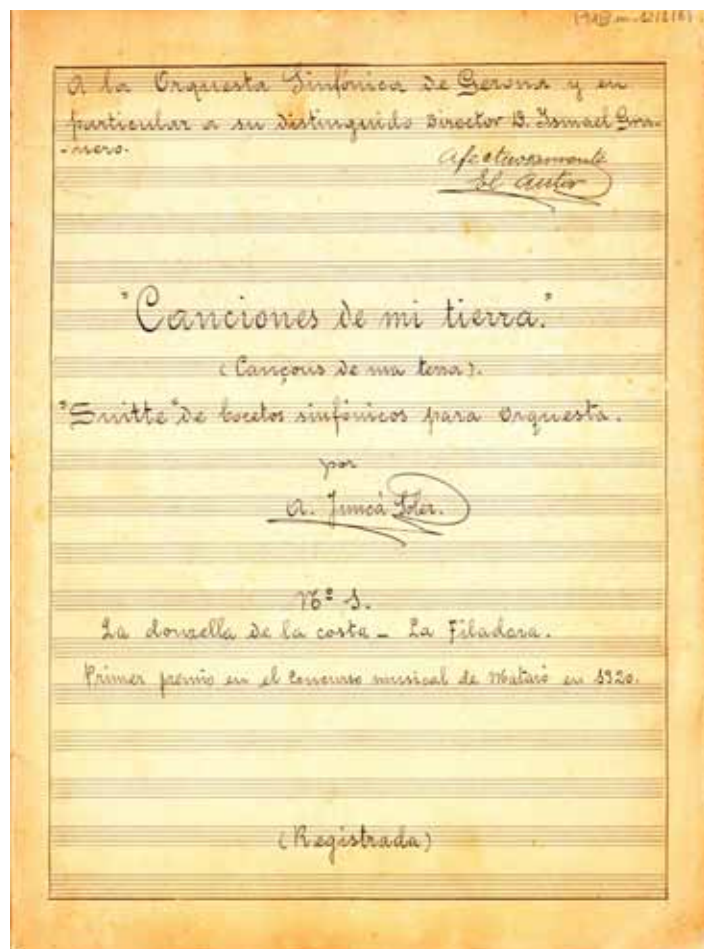 A la Orquesta Sinfónica de Gerona y en
particular a su distinguido Director D. Ismael Gra-
-nero.
Afectuosamente
El autor
"Canciones de mi tierra."
(Cançons de ma terra).
"Suitte" de bocetos sinfónicos para orquesta.
por
A. Juncá Soler.
Nº 1.
La donzella de la costa - La Filadora.
Primer premio en el Concurso musical de Mataró en 1920.
(Registrada)